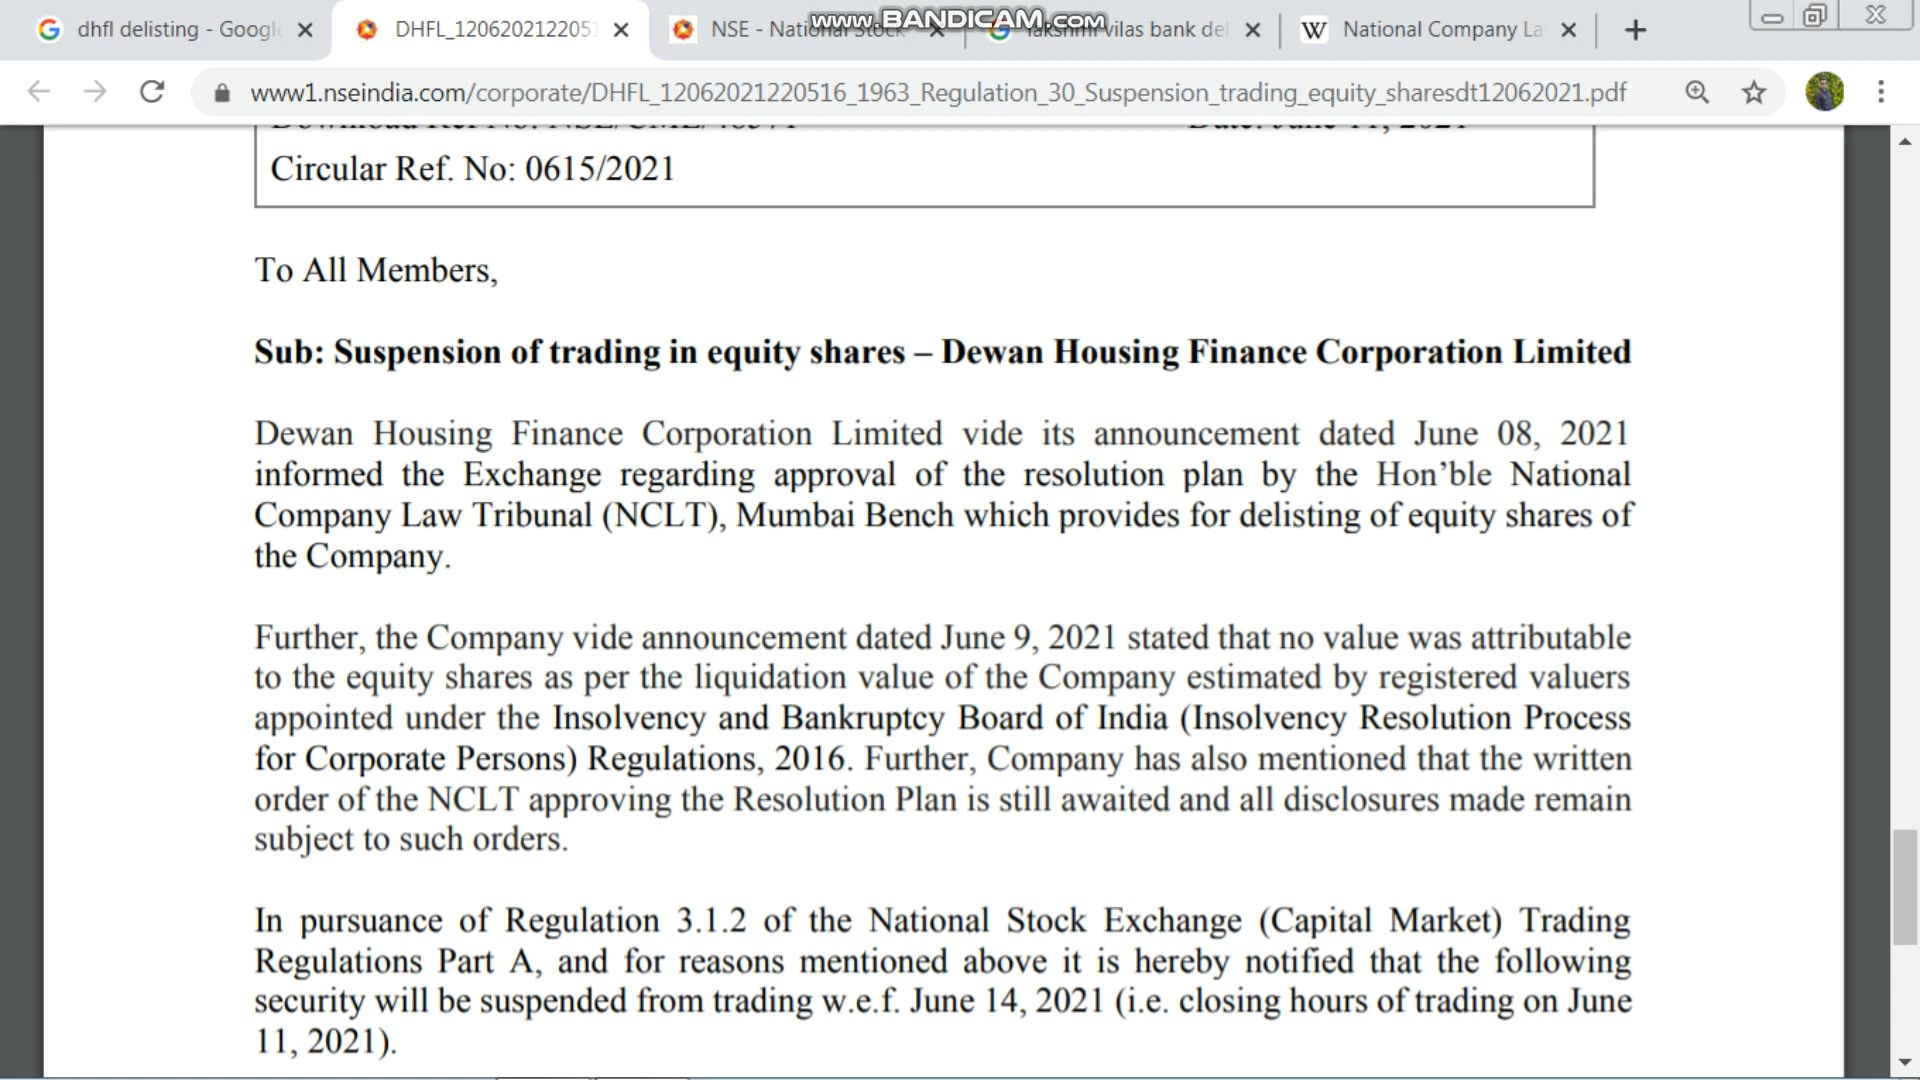 www.BANDICAM.com
dhfl delisting - Google
DHFL_1206202122051
NSE - National Stock
lakshmi vilas bank del
National Company La
www1.nseindia.com/corporate/DHFL_12062021220516_1963_Regulation_30_Suspension_trading_equity_sharesdt12062021.pdf
Date: June 11, 2021
Circular Ref. No: 0615/2021
To All Members,
Sub: Suspension of trading in equity shares – Dewan Housing Finance Corporation Limited
Dewan Housing Finance Corporation Limited vide its announcement dated June 08, 2021
informed the Exchange regarding approval of the resolution plan by the Hon’ble National
Company Law Tribunal (NCLT), Mumbai Bench which provides for delisting of equity shares of
the Company.
Further, the Company vide announcement dated June 9, 2021 stated that no value was attributable
to the equity shares as per the liquidation value of the Company estimated by registered valuers
appointed under the Insolvency and Bankruptcy Board of India (Insolvency Resolution Process
for Corporate Persons) Regulations, 2016. Further, Company has also mentioned that the written
order of the NCLT approving the Resolution Plan is still awaited and all disclosures made remain
subject to such orders.
In pursuance of Regulation 3.1.2 of the National Stock Exchange (Capital Market) Trading
Regulations Part A, and for reasons mentioned above it is hereby notified that the following
security will be suspended from trading w.e.f. June 14, 2021 (i.e. closing hours of trading on June
11, 2021).